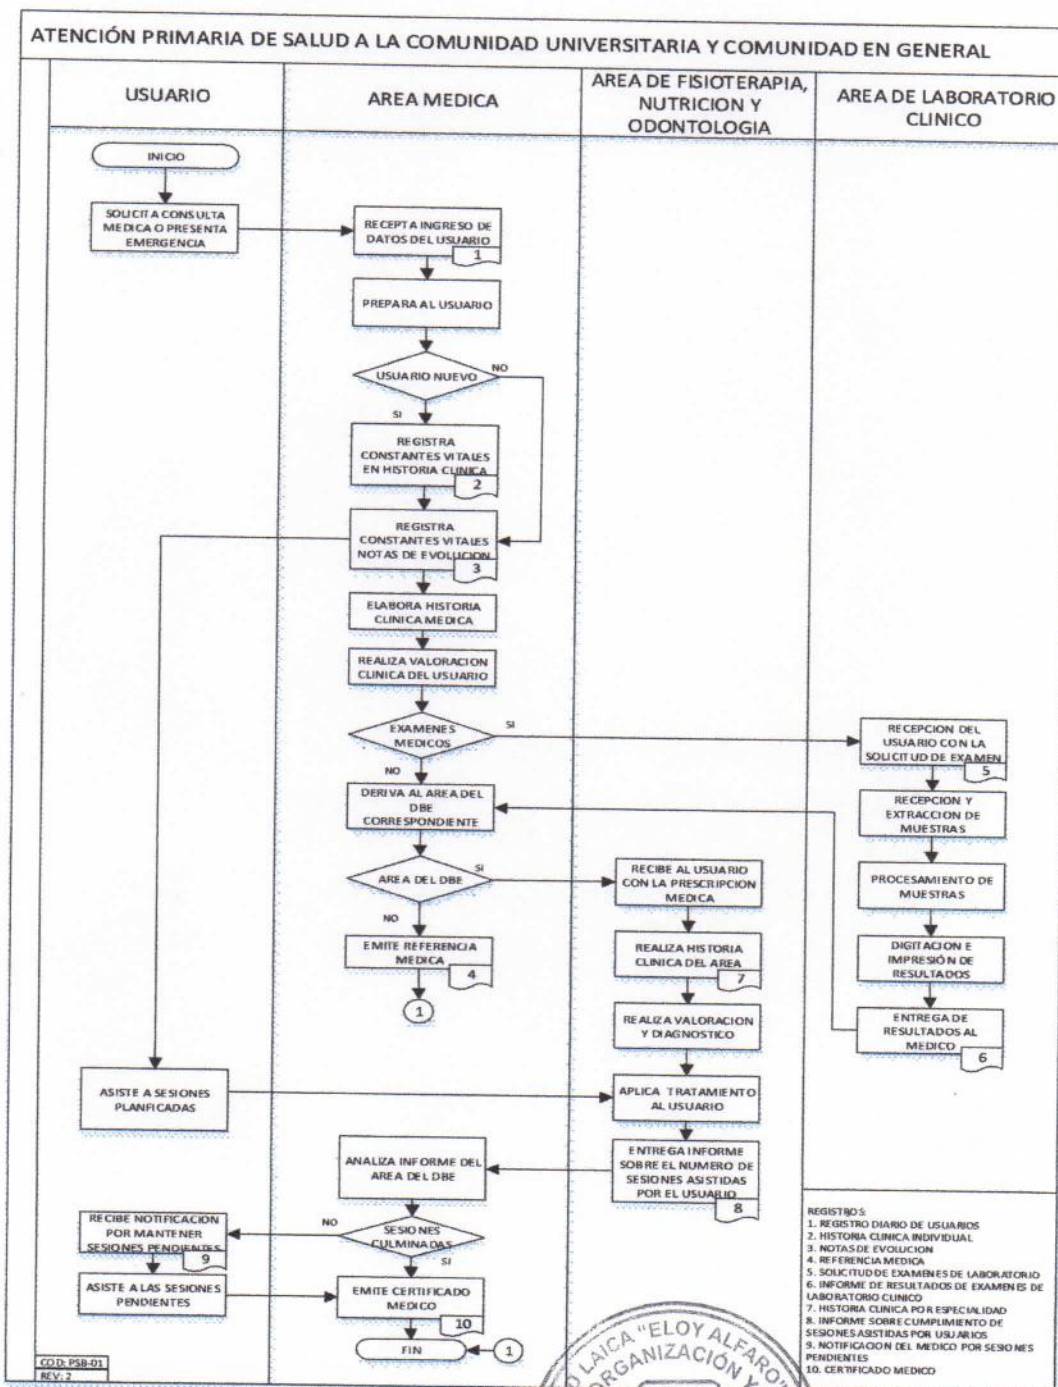 ATENCIÓN PRIMARIA DE SALUD A LA COMUNIDAD UNIVERSITARIA Y COMUNIDAD EN GENERAL
USUARIO
AREA MEDICA
AREA DE FISIOTERAPIA,
NUTRICION Y
ODONTOLOGIA
AREA DE LABORATORIO
CLINICO
INICIO
SOLICITA CONSULTA
MEDICA O PRESENTA
EMERGENCIA
RECEPTA INGRESO DE
DATOS DEL USUARIO
1
PREPARA AL USUARIO
USUARIO NUEVO
NO
SI
REGISTRA
CONSTANTES VITALES
EN HISTORIA CLINICA
2
REGISTRA
CONSTANTES VITALES
NOTAS DE EVOLUCION
3
ELABORA HISTORIA
CLINICA MEDICA
REALIZA VALORACION
CLINICA DEL USUARIO
EXAMENES
MEDICOS
SI
NO
RECEPCION DEL
USUARIO CON LA
SOLICITUD DE EXAMEN
5
DERIVA AL AREA DEL
DBE
CORRESPONDIENTE
RECEPCION Y
EXTRACCION DE
MUESTRAS
AREA DEL DBE
SI
NO
RECIBE AL USUARIO
CON LA PRESCRIPCION
MEDICA
PROCESAMIENTO DE
MUESTRAS
EMITE REFERENCIA
MEDICA
4
1
REALIZA HISTORIA
CLINICA DEL AREA
7
DIGITACION E
IMPRESIÓN DE
RESULTADOS
REALIZA VALORACION
Y DIAGNOSTICO
ENTREGA DE
RESULTADOS AL
MEDICO
6
ASISTE A SESIONES
PLANFICADAS
APLICA TRATAMIENTO
AL USUARIO
ANALIZA INFORME DEL
AREA DEL DBE
ENTREGA INFORME
SOBRE EL NUMERO DE
SESIONES ASISTIDAS
POR EL USUARIO
8
RECIBE NOTIFICACION
POR MANTENER
SESIONES PENDIENTES
9
NO
SESIONES
CULMINADAS
SI
ASISTE A LAS SESIONES
PENDIENTES
EMITE CERTIFICADO
MEDICO
10
FIN
1
REGISTROS:
1. REGISTRO DIARIO DE USUARIOS
2. HISTORIA CLINICA INDIVIDUAL
3. NOTAS DE EVOLUCION
4. REFERENCIA MEDICA
5. SOLICITUD DE EXAMENES DE LABORATORIO
6. INFORME DE RESULTADOS DE EXAMENES DE
LABORATORIO CLINICO
7. HISTORIA CLINICA POR ESPECIALIDAD
8. INFORME SOBRE CUMPLIMIENTO DE
SESIONES ASISTIDAS POR USUARIOS
9. NOTIFICACION DEL MEDICO POR SESIONES
PENDIENTES
10. CERTIFICADO MEDICO
COD: PSB-01
REV: 2
LAICA "ELOY ALFARO"
ORGANIZACIÓN Y